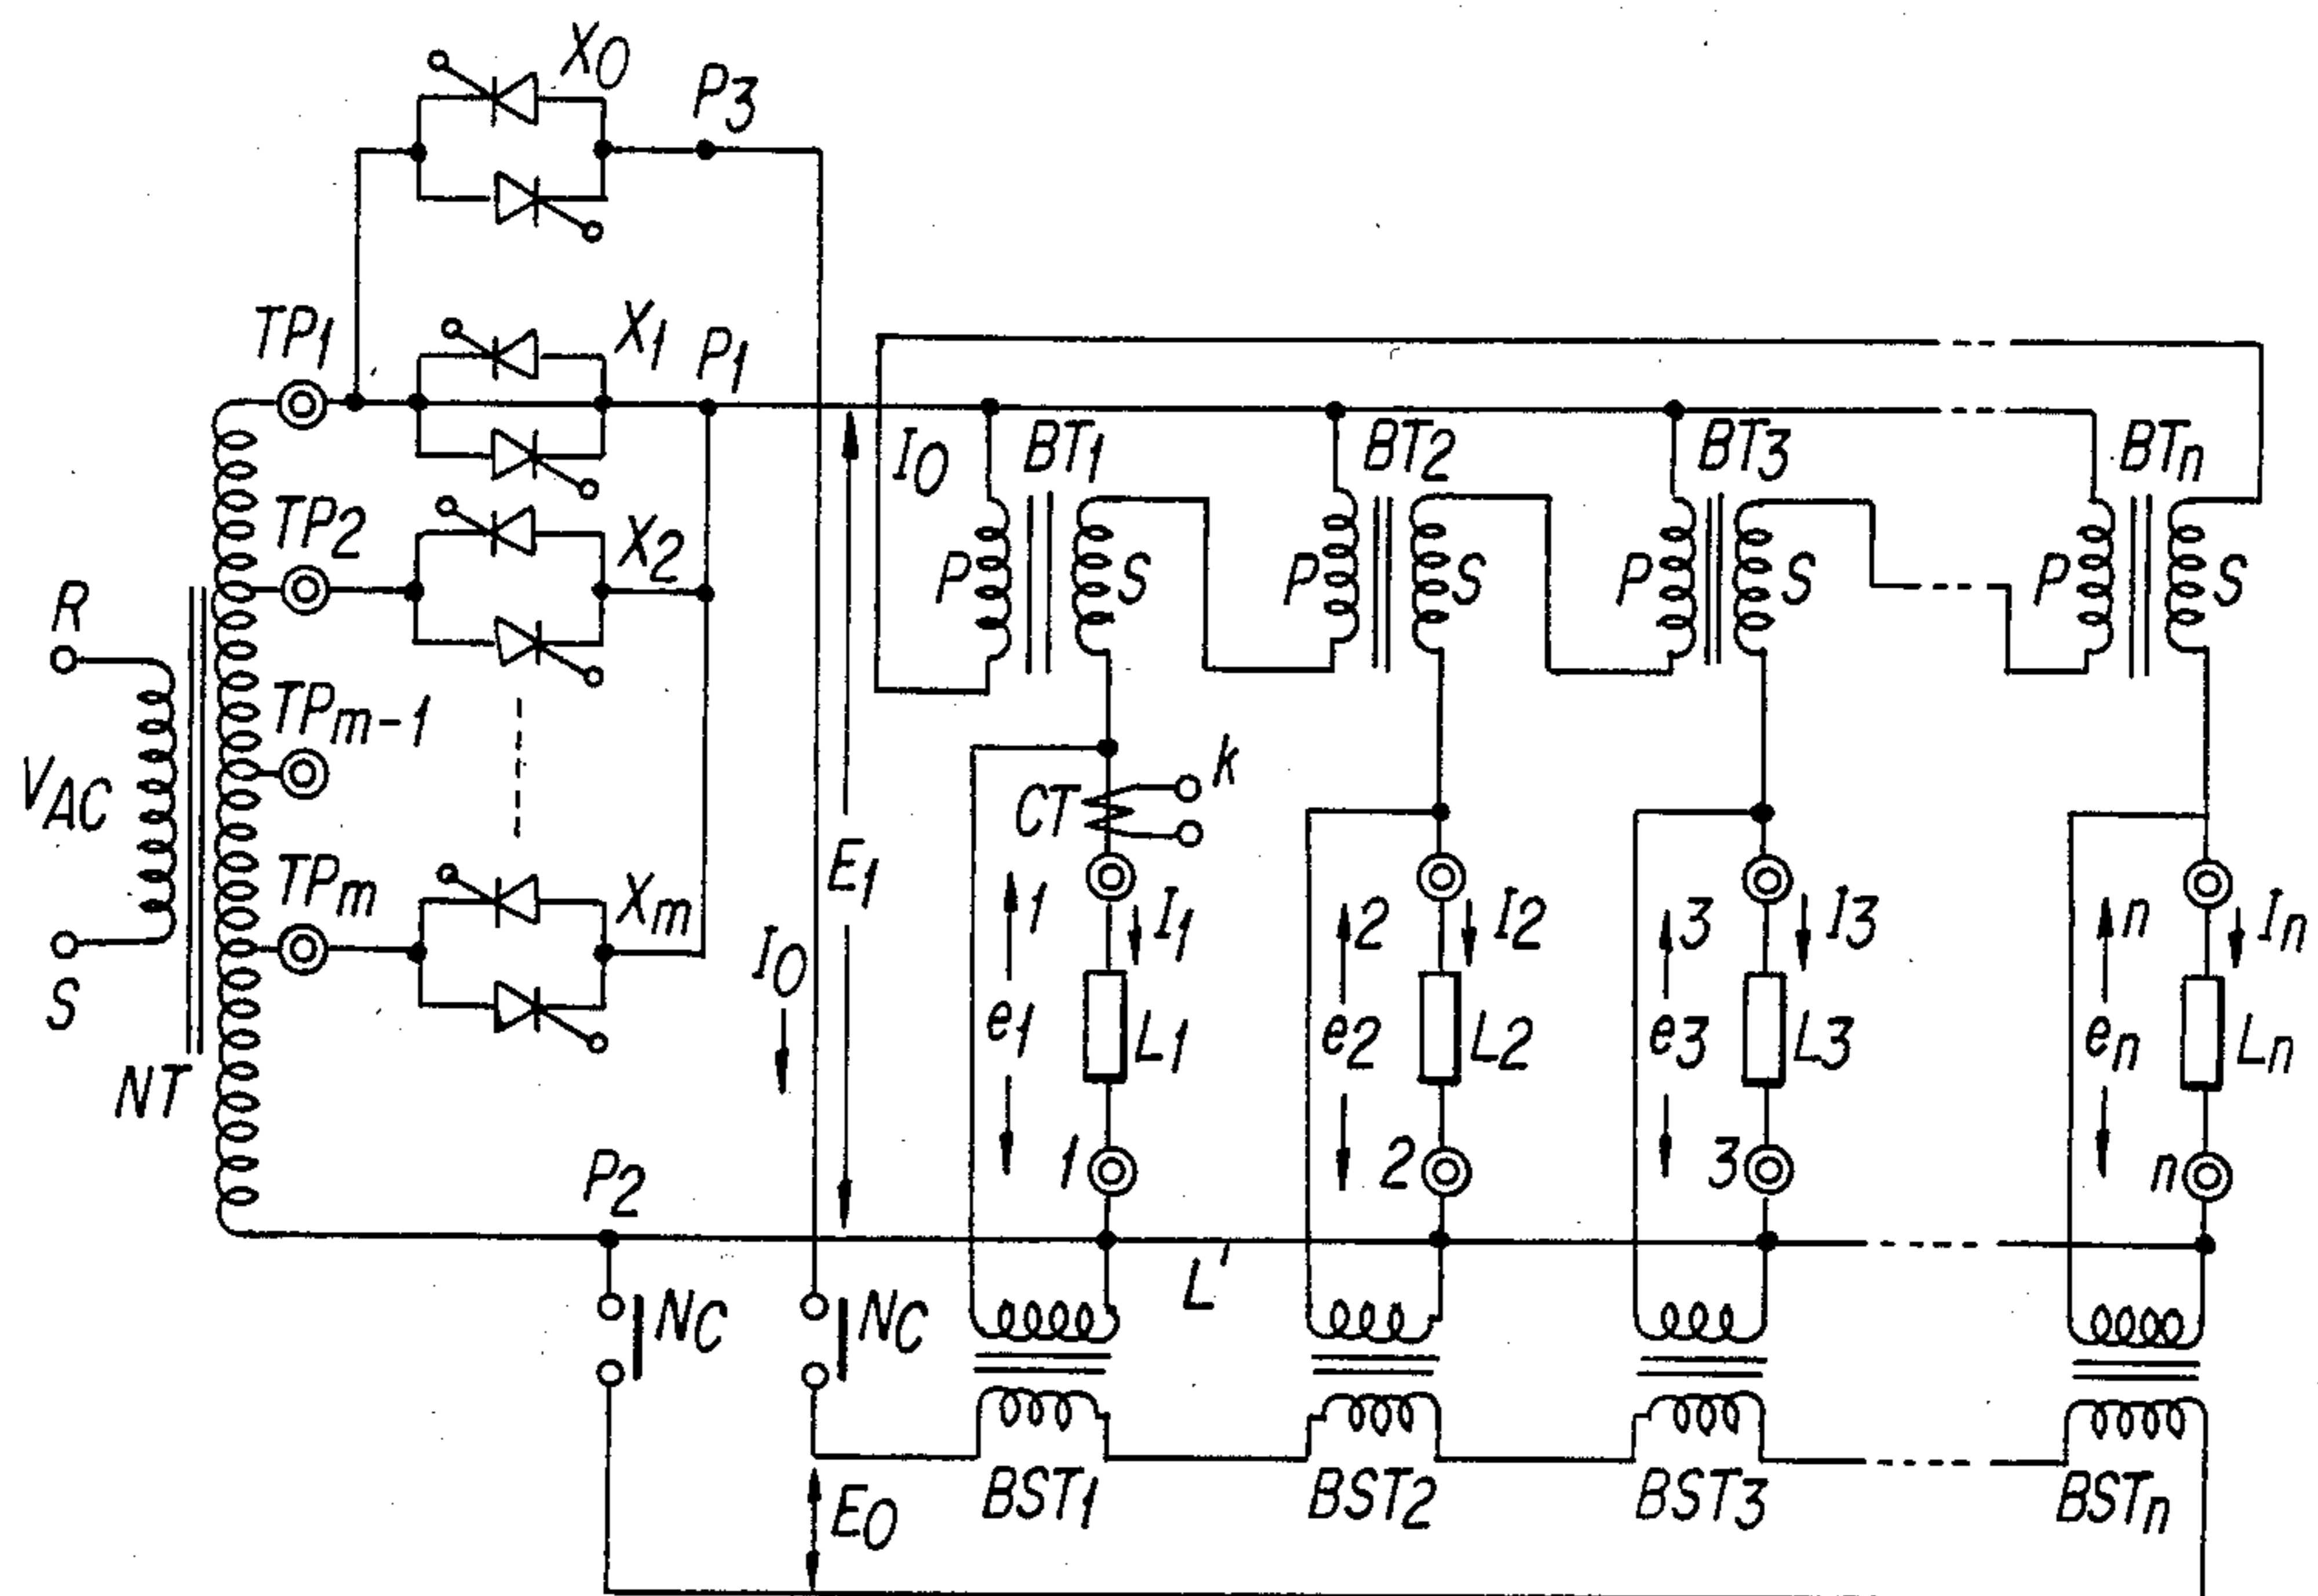 X0
P3
TP1
X1
P1
I0
BT1
BT2
BT3
BTn
TP2
X2
P
S
P
S
P
S
P
S
R
TPm-1
VAC
CT
k
TPm
Xm
E1
1
I1
2
I2
3
I3
n
In
I0
S
e1
L1
e2
L2
e3
L3
en
Ln
NT
P2
1
2
3
n
L'
NC
NC
E0
BST1
BST2
BST3
BSTn